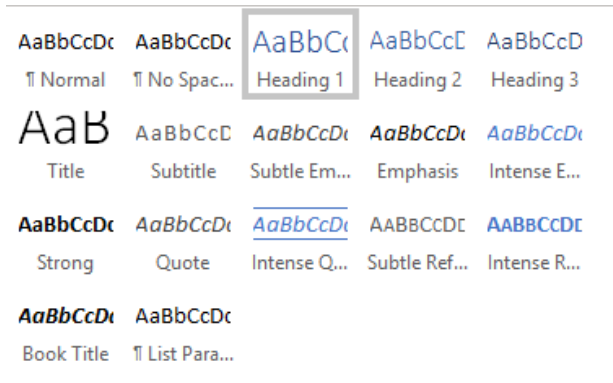 AaBbCcDc AaBbCcDc AaBbCc AaBbCcD AaBbCcD
¶ Normal ¶ No Spac... Heading 1 Heading 2 Heading 3
AaB AaBbCcD AaBbCcDc AaBbCcDc AaBbCcDc
Title Subtitle Subtle Em... Emphasis Intense E...
AaBbCcDc AaBbCcDc AaBbCcDc AABBCCDD AABBCCDD
Strong Quote Intense Q... Subtle Ref... Intense R...
AaBbCcDc AaBbCcDc
Book Title ¶ List Para...